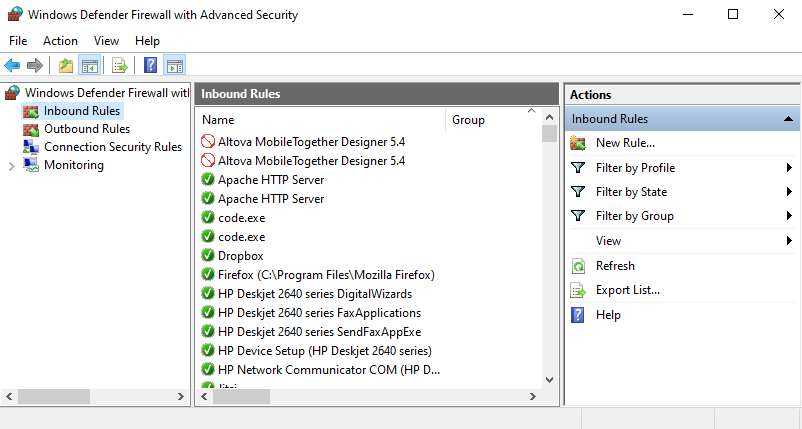 Windows Defender Firewall with Advanced Security
File Action View Help
Windows Defender Firewall wit
Inbound Rules
Outbound Rules
Connection Security Rules
Monitoring
Inbound Rules
Name Group
Altova MobileTogether Designer 5.4
Altova MobileTogether Designer 5.4
Apache HTTP Server
Apache HTTP Server
code.exe
code.exe
Dropbox
Firefox (C:\Program Files\Mozilla Firefox)
HP Deskjet 2640 series DigitalWizards
HP Deskjet 2640 series FaxApplications
HP Deskjet 2640 series SendFaxAppExe
HP Device Setup (HP Deskjet 2640 series)
HP Network Communicator COM (HP D...
Actions
Inbound Rules
New Rule...
Filter by Profile
Filter by State
Filter by Group
View
Refresh
Export List...
Help